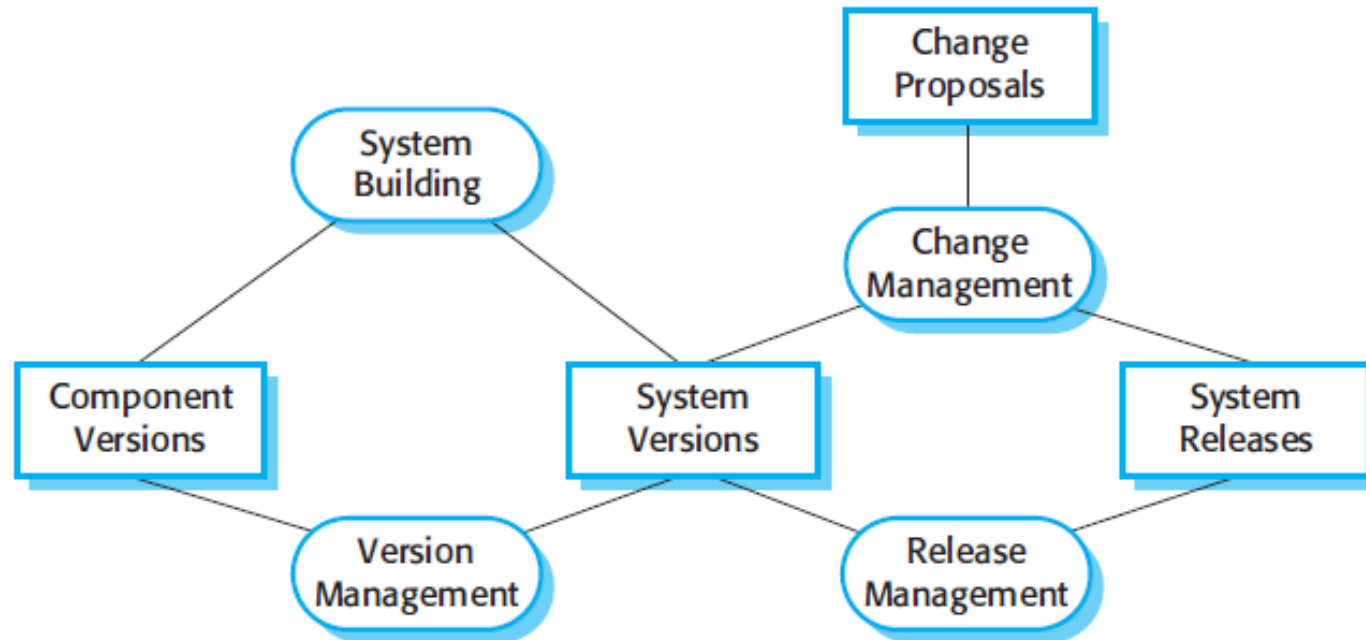 Change
Proposals
System
Building
Change
Management
Component
Versions
System
Versions
System
Releases
Version
Management
Release
Management